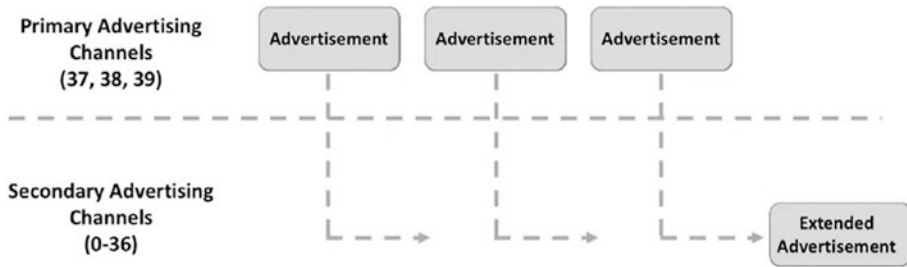 Primary Advertising
Channels
(37, 38, 39)
Advertisement
Advertisement
Advertisement
Secondary Advertising
Channels
(0-36)
Extended
Advertisement